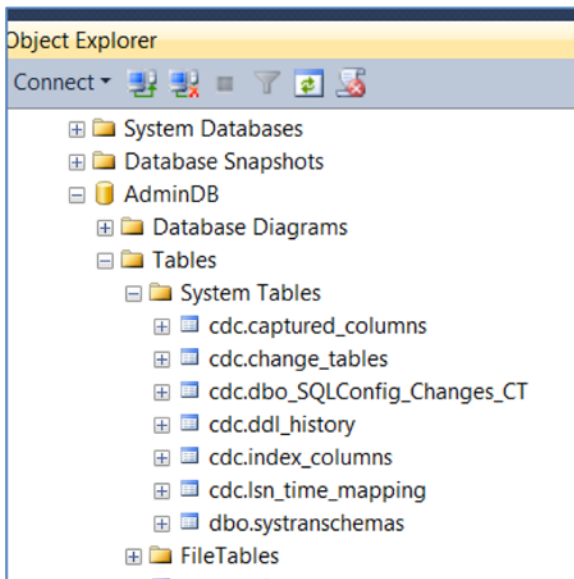 Object Explorer
Connect
System Databases
Database Snapshots
AdminDB
Database Diagrams
Tables
System Tables
cdc.captured_columns
cdc.change_tables
cdc.dbo_SQLConfig_Changes_CT
cdc.ddl_history
cdc.index_columns
cdc.lsn_time_mapping
dbo.systranschemas
FileTables